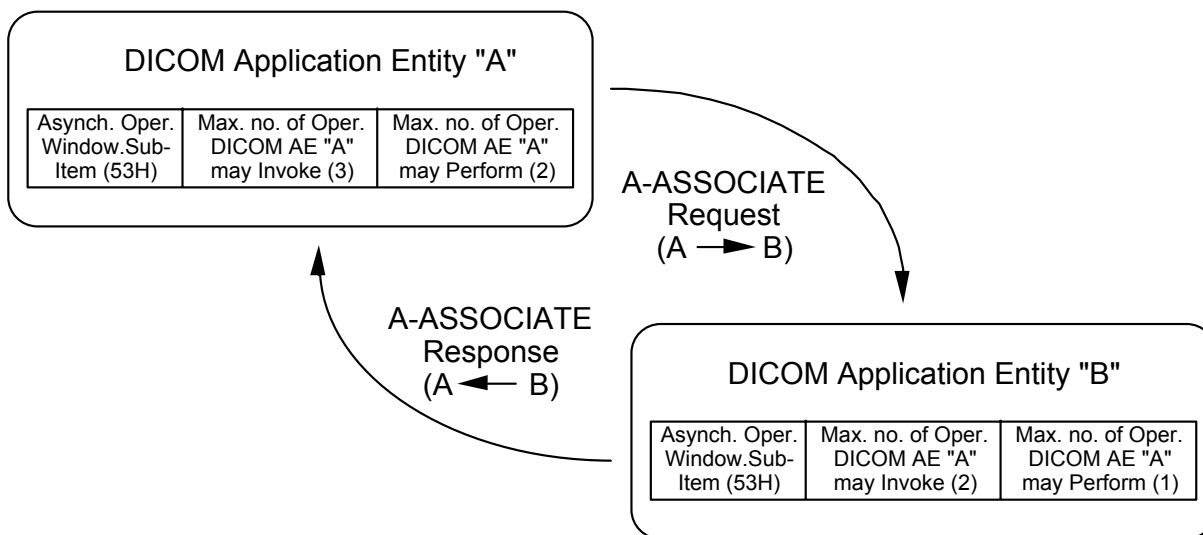 DICOM Application Entity "A"
Asynch. Oper.
Window.Sub-
Item (53H)
Max. no. of Oper.
DICOM AE "A"
may Invoke (3)
Max. no. of Oper.
DICOM AE "A"
may Perform (2)
A-ASSOCIATE
Request
(A B)
A-ASSOCIATE
Response
(A B)
DICOM Application Entity "B"
Asynch. Oper.
Window.Sub-
Item (53H)
Max. no. of Oper.
DICOM AE "A"
may Invoke (2)
Max. no. of Oper.
DICOM AE "A"
may Perform (1)